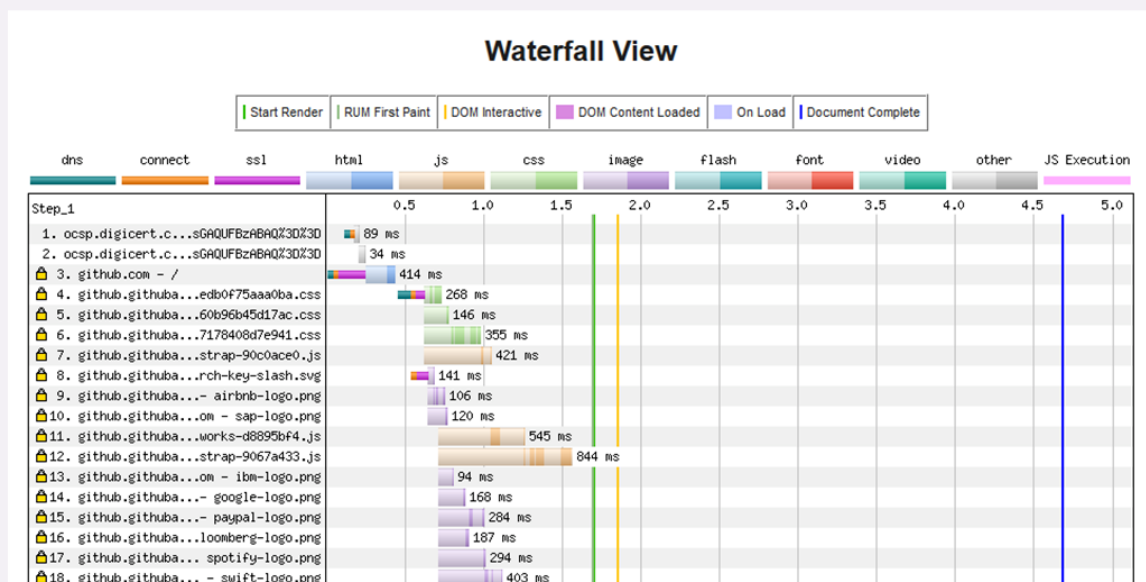 Waterfall View
Start Render RUM First Paint DOM Interactive DOM Content Loaded On Load Document Complete
dns connect ssl html js css image flash font video other JS Execution
Step_1 0.5 1.0 1.5 2.0 2.5 3.0 3.5 4.0 4.5 5.0
1. ocsp.digicert.c...sGAQUFBzABAQ%3D%3D 89 ms
2. ocsp.digicert.c...sGAQUFBzABAQ%3D%3D 34 ms
3. github.com - / 414 ms
4. github.githuba...edb0f75aaa0ba.css 268 ms
5. github.githuba...60b96b45d17ac.css 146 ms
6. github.githuba...7178408d7e941.css 355 ms
7. github.githuba...strap-90c0ace0.js 421 ms
8. github.githuba...rch-key-slash.svg 141 ms
9. github.githuba...- airbnb-logo.png 106 ms
10. github.githuba...om - sap-logo.png 120 ms
11. github.githuba...works-d8895bf4.js 545 ms
12. github.githuba...strap-9067a433.js 844 ms
13. github.githuba...om - ibm-logo.png 94 ms
14. github.githuba...- google-logo.png 168 ms
15. github.githuba...- paypal-logo.png 284 ms
16. github.githuba...loomberg-logo.png 187 ms
17. github.githuba... spotify-logo.png 294 ms
18. github.githuba... - swift-logo.png 403 ms